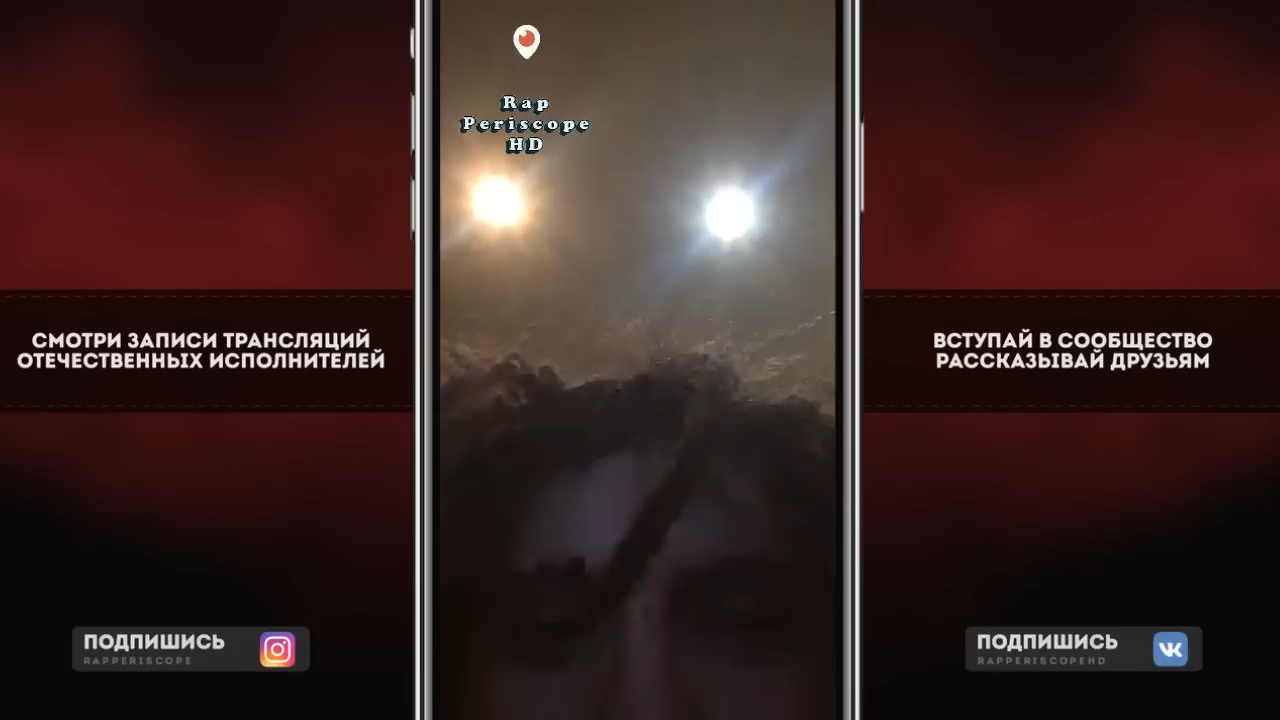 Rap
Periscope
HD
СМОТРИ ЗАПИСИ ТРАНСЛЯЦИЙ
ОТЕЧЕСТВЕННЫХ ИСПОЛНИТЕЛЕЙ
ВСТУПАЙ В СООБЩЕСТВО
РАССКАЗЫВАЙ ДРУЗЬЯМ
ПОДПИШИСЬ
RAPPERISCOPE
ПОДПИШИСЬ
RAPPERISCOPEHD